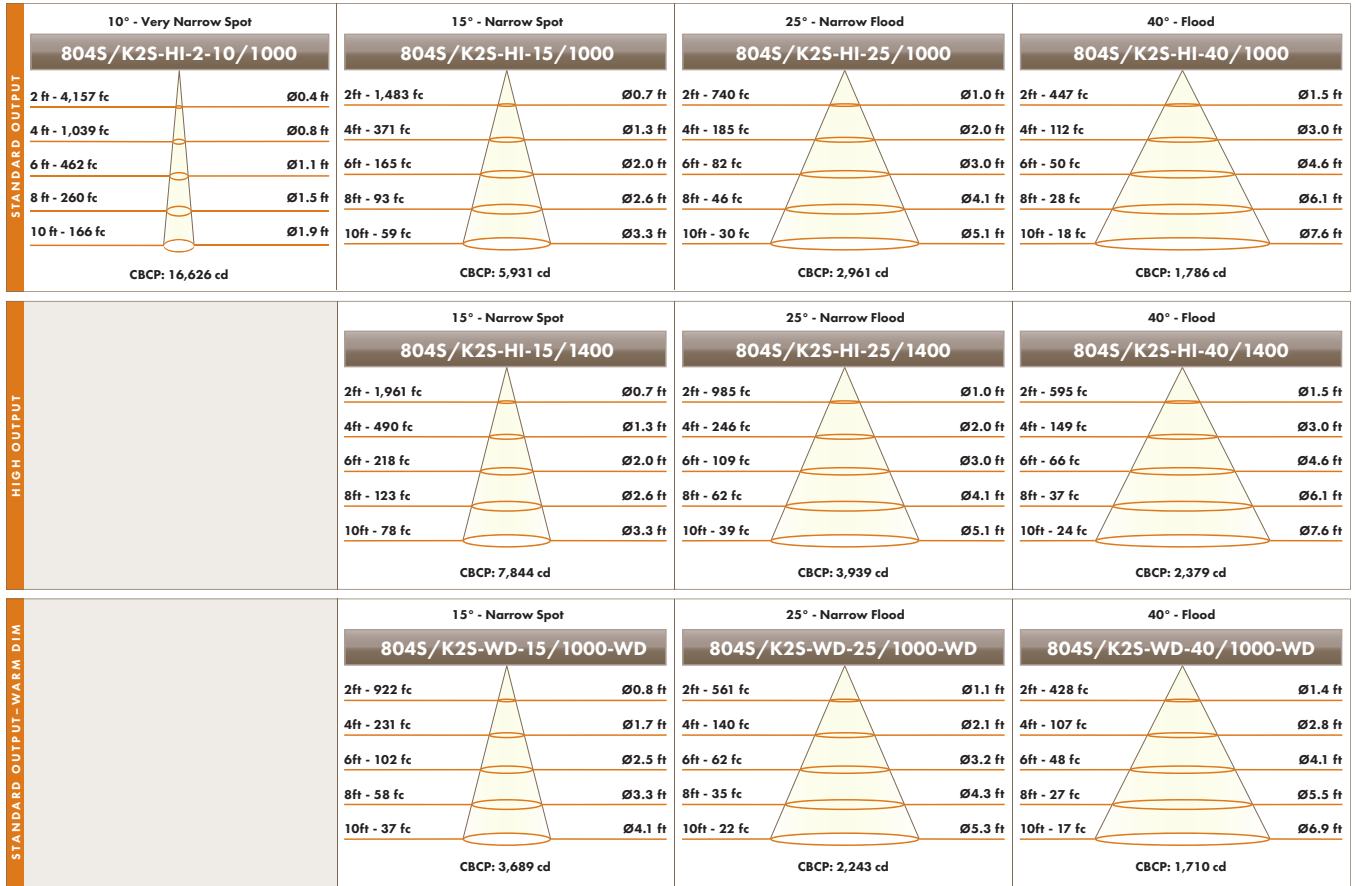 STANDARD OUTPUT
10° - Very Narrow Spot
804S/K2S-HI-2-10/1000
2 ft - 4,157 fc Ø0.4 ft
4 ft - 1,039 fc Ø0.8 ft
6 ft - 462 fc Ø1.1 ft
8 ft - 260 fc Ø1.5 ft
10 ft - 166 fc Ø1.9 ft
CBCP: 16,626 cd
15° - Narrow Spot
804S/K2S-HI-15/1000
2ft - 1,483 fc Ø0.7 ft
4ft - 371 fc Ø1.3 ft
6ft - 165 fc Ø2.0 ft
8ft - 93 fc Ø2.6 ft
10ft - 59 fc Ø3.3 ft
CBCP: 5,931 cd
25° - Narrow Flood
804S/K2S-HI-25/1000
2ft - 740 fc Ø1.0 ft
4ft - 185 fc Ø2.0 ft
6ft - 82 fc Ø3.0 ft
8ft - 46 fc Ø4.1 ft
10ft - 30 fc Ø5.1 ft
CBCP: 2,961 cd
40° - Flood
804S/K2S-HI-40/1000
2ft - 447 fc Ø1.5 ft
4ft - 112 fc Ø3.0 ft
6ft - 50 fc Ø4.6 ft
8ft - 28 fc Ø6.1 ft
10ft - 18 fc Ø7.6 ft
CBCP: 1,786 cd
HIGH OUTPUT
15° - Narrow Spot
804S/K2S-HI-15/1400
2ft - 1,961 fc Ø0.7 ft
4ft - 490 fc Ø1.3 ft
6ft - 218 fc Ø2.0 ft
8ft - 123 fc Ø2.6 ft
10ft - 78 fc Ø3.3 ft
CBCP: 7,844 cd
25° - Narrow Flood
804S/K2S-HI-25/1400
2ft - 985 fc Ø1.0 ft
4ft - 246 fc Ø2.0 ft
6ft - 109 fc Ø3.0 ft
8ft - 62 fc Ø4.1 ft
10ft - 39 fc Ø5.1 ft
CBCP: 3,939 cd
40° - Flood
804S/K2S-HI-40/1400
2ft - 595 fc Ø1.5 ft
4ft - 149 fc Ø3.0 ft
6ft - 66 fc Ø4.6 ft
8ft - 37 fc Ø6.1 ft
10ft - 24 fc Ø7.6 ft
CBCP: 2,379 cd
STANDARD OUTPUT–WARM DIM
15° - Narrow Spot
804S/K2S-WD-15/1000-WD
2ft - 922 fc Ø0.8 ft
4ft - 231 fc Ø1.7 ft
6ft - 102 fc Ø2.5 ft
8ft - 58 fc Ø3.3 ft
10ft - 37 fc Ø4.1 ft
CBCP: 3,689 cd
25° - Narrow Flood
804S/K2S-WD-25/1000-WD
2ft - 561 fc Ø1.1 ft
4ft - 140 fc Ø2.1 ft
6ft - 62 fc Ø3.2 ft
8ft - 35 fc Ø4.3 ft
10ft - 22 fc Ø5.3 ft
CBCP: 2,243 cd
40° - Flood
804S/K2S-WD-40/1000-WD
2ft - 428 fc Ø1.4 ft
4ft - 107 fc Ø2.8 ft
6ft - 48 fc Ø4.1 ft
8ft - 27 fc Ø5.5 ft
10ft - 17 fc Ø6.9 ft
CBCP: 1,710 cd